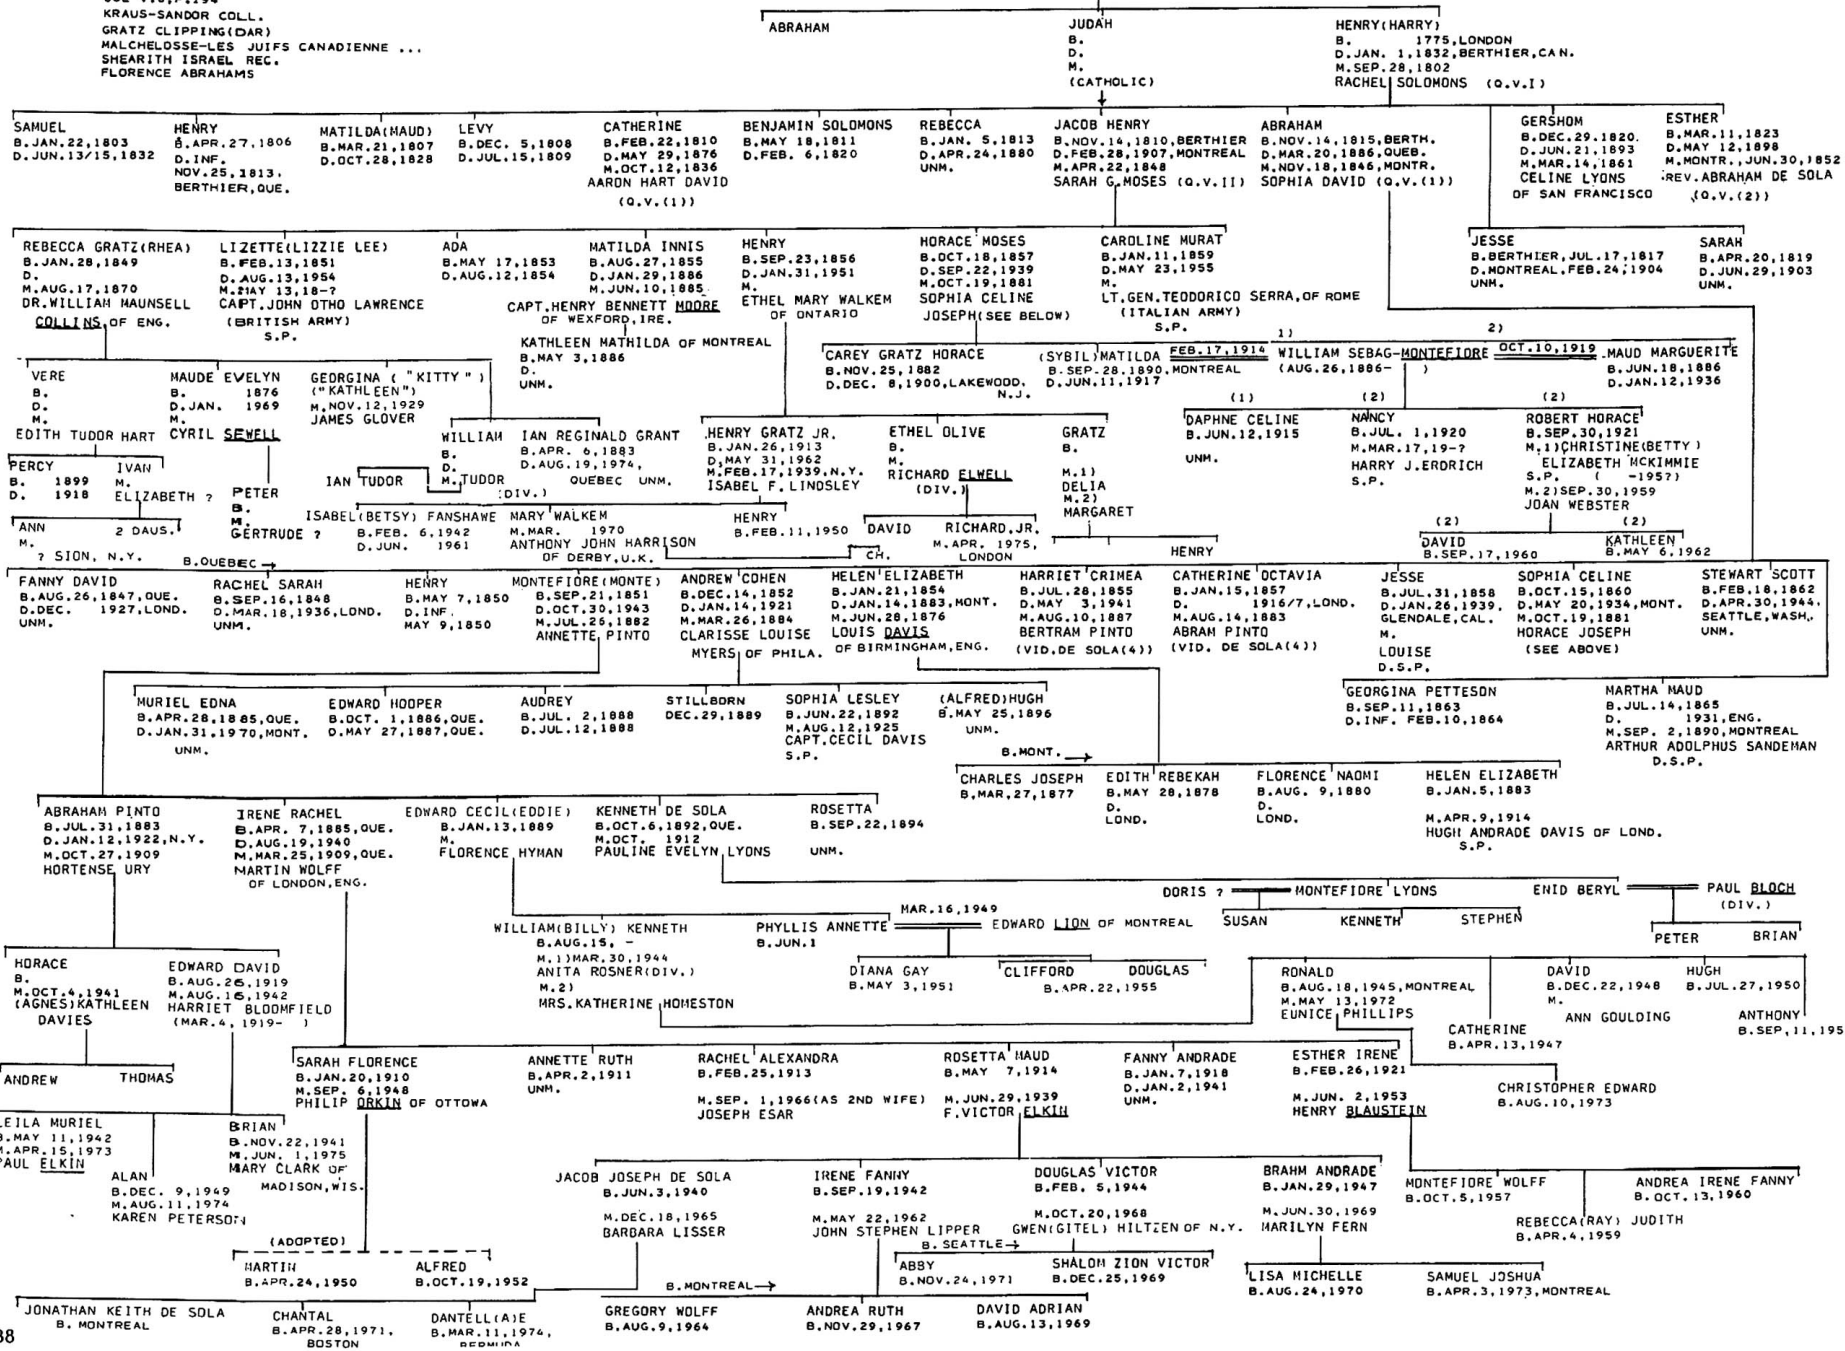 KRAUS-SANDOR COLL.
GRATZ CLIPPING(DAR)
MALCHELOSSE-LES JUIFS CANADIENNE ...
SHEARITH ISRAEL REC.
FLORENCE ABRAHAMS
ABRAHAM
JUDAH
B.
D.
M.
(CATHOLIC)
HENRY(HARRY)
B. 1775,LONDON
D.JAN. 1,1832,BERTHIER,CAN.
M.SEP.28,1802
RACHEL SOLOMONS (Q.V.I)
SAMUEL
B.JAN.22,1803
D.JUN.13/15,1832
HENRY
B.APR.27,1806
D.INF.
NOV.25,1813.
BERTHIER,QUE.
MATILDA(MAUD)
B.MAR.21,1807
D.OCT.28,1828
LEVY
B.DEC. 5,1808
D.JUL.15,1809
CATHERINE
B.FEB.22,1810
D.MAY 29,1876
M.OCT.12,1836
AARON HART DAVID
(Q.V.(1))
BENJAMIN SOLOMONS
B.MAY 18,1811
D.FEB. 6,1820
REBECCA
B.JAN. 5,1813
D.APR.24,1880
UNM.
JACOB HENRY
B.NOV.14,1810,BERTHIER
D.FEB.28,1907,MONTREAL
M.APR.22,1848
SARAH G.MOSES (Q.V.II)
ABRAHAM
B.NOV.14,1815,BERTH.
D.MAR.20,1886,QUEB.
M.NOV.18,1846,MONTR.
SOPHIA DAVID (Q.V.(1))
GERSHOM
B.DEC.29.1820.
D.JUN.21,1893
M.MAR.14,1861
CELINE LYONS
OF SAN FRANCISCO
ESTHER
B.MAR.11,1823
D.MAY 12,1898
M.MONTR.,JUN.30,1852
REV.ABRAHAM DE SOLA
(Q.V.(2))
REBECCA GRATZ(RHEA)
B.JAN.28,1849
D.
M.AUG.17,1870
DR.WILLIAM MAUNSELL
COLLINS,OF ENG.
LIZETTE(LIZZIE LEE)
B.FEB.13,1851
D.AUG.13,1954
M.MAY 13,18-?
CAPT.JOHN OTHO LAWRENCE
(BRITISH ARMY)
S.P.
ADA
B.MAY 17,1853
D.AUG.12,1854
MATILDA INNIS
B.AUG.27,1855
D.JAN.29,1886
M.JUN.10,1885
CAPT.HENRY BENNETT MOORE
OF WEXFORD,IRE.
KATHLEEN MATHILDA OF MONTREAL
B.MAY 3,1886
D.
UNM.
HENRY
B.SEP.23,1856
D.JAN.31,1951
M.
ETHEL MARY WALKEM
OF ONTARIO
HORACE MOSES
B.OCT.18,1857
D.SEP.22,1939
M.OCT.19,1881
SOPHIA CELINE
JOSEPH(SEE BELOW)
CAROLINE MURAT
B.JAN.11,1859
D.MAY 23,1955
M.
LT.GEN.TEODORICO SERRA,OF ROME
(ITALIAN ARMY)
S.P.
JESSE
B.BERTHIER,JUL.17,1817
D.MONTREAL,FEB.24,1904
UNM.
SARAH
B.APR.20,1819
D.JUN.29,1903
UNM.
VERE
B.
D.
M.
EDITH TUDOR HART
MAUDE EVELYN
B. 1876
D.JAN. 1969
M.
CYRIL SEWELL
GEORGINA ("KITTY")
("KATHLEEN")
M.NOV.12,1929
JAMES GLOVER
WILLIAM
B.
D.
M.TUDOR
(DIV.)
IAN REGINALD GRANT
B.APR. 6,1883
D.AUG.19,1974,
QUEBEC UNM.
CAREY GRATZ HORACE
B.NOV.25,1882
D.DEC. 8,1900,LAKEWOOD,
N.J.
(SYBIL)MATILDA
B.SEP.28.1890,MONTREAL
D.JUN.11,1917
1)
FEB.17,1914
WILLIAM SEBAG-MONTEFIORE
(AUG.26,1886- )
2)
OCT.10,1919
MAUD MARGUERITE
B.JUN.18,1886
D.JAN.12,1936
HENRY GRATZ JR.
B.JAN.26,1913
D.MAY 31,1962
M.FEB.17,1939,N.Y.
ISABEL F.LINDSLEY
ETHEL OLIVE
B.
M.
RICHARD ELWELL
(DIV.)
GRATZ
B.
M.1)
DELIA
M.2)
MARGARET
(1)
DAPHNE CELINE
B.JUN.12,1915
UNM.
(2)
NANCY
B.JUL. 1,1920
M.MAR.17,19-?
HARRY J.ERDRICH
S.P.
(2)
ROBERT HORACE
B.SEP.30,1921
M.1)CHRISTINE(BETTY)
ELIZABETH MCKIMMIE
S.P. ( -1957)
M.2)SEP.30,1959
JOAN WEBSTER
PERCY
B. 1899
D. 1918
IVAN
M.
ELIZABETH ?
PETER
B.
M.
GERTRUDE ?
IAN TUDOR
ISABEL(BETSY) FANSHAWE
B.FEB. 6,1942
D.JUN. 1961
MARY WALKEM
M.MAR. 1970
ANTHONY JOHN HARRISON
OF DERBY,U.K.
HENRY
B.FEB.11,1950
DAVID
RICHARD,JR.
M.APR. 1975,
LONDON
CH.
HENRY
(2)
DAVID
B.SEP.17,1960
(2)
KATHLEEN
B.MAY 6,1962
ANN
M.
? SION, N.Y.
2 DAUS.
B.QUEBEC →
FANNY DAVID
B.AUG.26,1847,QUE.
D.DEC. 1927,LOND.
UNM.
RACHEL SARAH
B.SEP.16,1848
D.MAR.18,1936,LOND.
UNM.
HENRY
B.MAY 7,1850
D.INF.
MAY 9,1850
MONTEFIORE(MONTE)
B.SEP.21,1851
D.OCT.30,1943
M.JUL.26,1882
ANNETTE PINTO
ANDREW COHEN
B.DEC.14,1852
D.JAN.14,1921
M.MAR.26,1884
CLARISSE LOUISE
MYERS OF PHILA.
HELEN ELIZABETH
B.JAN.21,1854
D.JAN.14,1883,MONT.
M.JUN.28,1876
LOUIS DAVIS
OF BIRMINGHAM,ENG.
HARRIET CRIMEA
B.JUL.28,1855
D.MAY 3,1941
M.AUG.10,1887
BERTRAM PINTO
(VID.DE SOLA(4))
CATHERINE OCTAVIA
B.JAN.15,1857
D. 1916/7,LOND.
M.AUG.14,1883
ABRAM PINTO
(VID. DE SOLA(4))
JESSE
B.JUL.31,1858
D.JAN.26,1939,
GLENDALE,CAL.
M.
LOUISE
D.S.P.
SOPHIA CELINE
B.OCT.15,1860
D.MAY 20,1934,MONT.
M.OCT.19,1881
HORACE JOSEPH
(SEE ABOVE)
STEWART SCOTT
B.FEB.18,1862
D.APR.30,1944,
SEATTLE,WASH.
UNM.
MURIEL EDNA
B.APR.28,1885,QUE.
D.JAN.31,1970,MONT.
UNM.
EDWARD HOOPER
B.OCT. 1,1886,QUE.
D.MAY 27,1887,QUE.
AUDREY
B.JUL. 2,1888
D.JUL.12,1888
STILLBORN
DEC.29,1889
SOPHIA LESLEY
B.JUN.22,1892
M.AUG.12,1925
CAPT.CECIL DAVIS
S.P.
(ALFRED)HUGH
B.MAY 25,1896
UNM.
GEORGINA PETTESON
B.SEP.11,1863
D.INF. FEB.10,1864
MARTHA MAUD
B.JUL.14,1865
D. 1931,ENG.
M.SEP. 2,1890,MONTREAL
ARTHUR ADOLPHUS SANDEMAN
D.S.P.
B.MONT. →
CHARLES JOSEPH
B.MAR.27,1877
EDITH REBEKAH
B.MAY 28,1878
D.
LOND.
FLORENCE NAOMI
B.AUG. 9,1880
D.
LOND.
HELEN ELIZABETH
B.JAN.5,1883
M.APR.9,1914
HUGH ANDRADE DAVIS OF LOND.
S.P.
ABRAHAM PINTO
B.JUL.31,1883
D.JAN.12,1922,N.Y.
M.OCT.27,1909
HORTENSE URY
IRENE RACHEL
B.APR. 7,1885,QUE.
D.AUG.19,1940
M.MAR.25,1909,QUE.
MARTIN WOLFF
OF LONDON,ENG.
EDWARD CECIL(EDDIE)
B.JAN.13,1889
M.
FLORENCE HYMAN
KENNETH DE SOLA
B.OCT.6,1892,QUE.
M.OCT. 1912
PAULINE EVELYN LYONS
ROSETTA
B.SEP.22,1894
UNM.
DORIS ?
MONTEFIORE LYONS
ENID BERYL
PAUL BLOCH
(DIV.)
SUSAN
KENNETH
STEPHEN
PETER
BRIAN
WILLIAM(BILLY) KENNETH
B.AUG.15, -
M.1)MAR.30,1944
ANITA ROSNER(DIV.)
M.2)
MRS.KATHERINE HOMESTON
PHYLLIS ANNETTE
B.JUN.1
MAR.16,1949
EDWARD LION OF MONTREAL
DIANA GAY
B.MAY 3,1951
CLIFFORD
DOUGLAS
B.APR.22,1955
HORACE
B.
M.OCT.4,1941
(AGNES)KATHLEEN
DAVIES
EDWARD DAVID
B.AUG.26,1919
M.AUG.16,1942
HARRIET BLOOMFIELD
(MAR.4, 1919- )
RONALD
B.AUG.18,1945,MONTREAL
M.MAY 13,1972
EUNICE PHILLIPS
CATHERINE
B.APR.13,1947
DAVID
B.DEC.22,1948
M.
ANN GOULDING
HUGH
B.JUL.27,1950
ANTHONY
B.SEP,11,195
ANDREW
THOMAS
SARAH FLORENCE
B.JAN.20,1910
M.SEP. 6,1948
PHILIP ORKIN OF OTTOWA
ANNETTE RUTH
B.APR.2,1911
UNM.
RACHEL ALEXANDRA
B.FEB.25,1913
M.SEP. 1,1966(AS 2ND WIFE)
JOSEPH ESAR
ROSETTA MAUD
B.MAY 7,1914
M.JUN.29,1939
F.VICTOR ELKIN
FANNY ANDRADE
B.JAN.7,1918
D.JAN.2,1941
UNM.
ESTHER IRENE
B.FEB.26,1921
M.JUN. 2,1953
HENRY BLAUSTEIN
CHRISTOPHER EDWARD
B.AUG.10,1973
LEILA MURIEL
B.MAY 11,1942
M.APR.15,1973
PAUL ELKIN
ALAN
B.DEC. 9,1949
M.AUG.11,1974
KAREN PETERSON
BRIAN
B.NOV.22,1941
M.JUN. 1,1975
MARY CLARK OF
MADISON,WIS.
JACOB JOSEPH DE SOLA
B.JUN.3,1940
M.DEC.18,1965
BARBARA LISSER
IRENE FANNY
B.SEP.19,1942
M.MAY 22,1962
JOHN STEPHEN LIPPER
DOUGLAS VICTOR
B.FEB. 5,1944
M.OCT.20,1968
GWEN(GITEL) HILTZEN OF N.Y.
BRAHM ANDRADE
B.JAN.29,1947
M.JUN.30,1969
MARILYN FERN
MONTEFIORE WOLFF
B.OCT.5,1957
REBECCA(RAY) JUDITH
B.APR.4,1959
ANDREA IRENE FANNY
B.OCT.13,1960
(ADOPTED)
MARTIN
B.APR.24,1950
ALFRED
B.OCT.19,1952
B. SEATTLE→
ABBY
B.NOV.24,1971
SHALOM ZION VICTOR
B.DEC.25,1969
LISA MICHELLE
B.AUG.24,1970
SAMUEL JOSHUA
B.APR.3,1973,MONTREAL
JONATHAN KEITH DE SOLA
B. MONTREAL
CHANTAL
B.APR.28,1971,
BOSTON
DANTELL(A)E
B.MAR.11,1974,
BERMUDA
B.MONTREAL→
GREGORY WOLFF
B.AUG.9,1964
ANDREA RUTH
B.NOV.29,1967
DAVID ADRIAN
B.AUG.13,1969